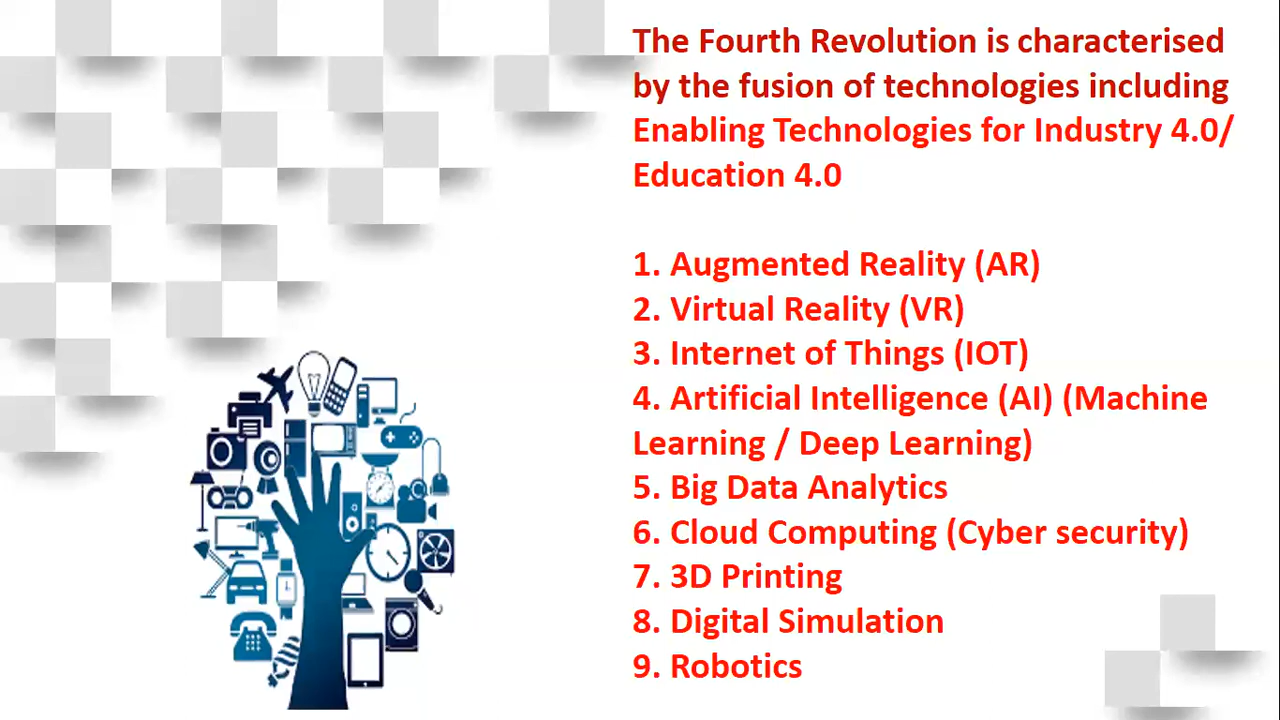 The Fourth Revolution is characterised
by the fusion of technologies including
Enabling Technologies for Industry 4.0/
Education 4.0
1. Augmented Reality (AR)
2. Virtual Reality (VR)
3. Internet of Things (IOT)
4. Artificial Intelligence (AI) (Machine
Learning / Deep Learning)
5. Big Data Analytics
6. Cloud Computing (Cyber security)
7. 3D Printing
8. Digital Simulation
9. Robotics